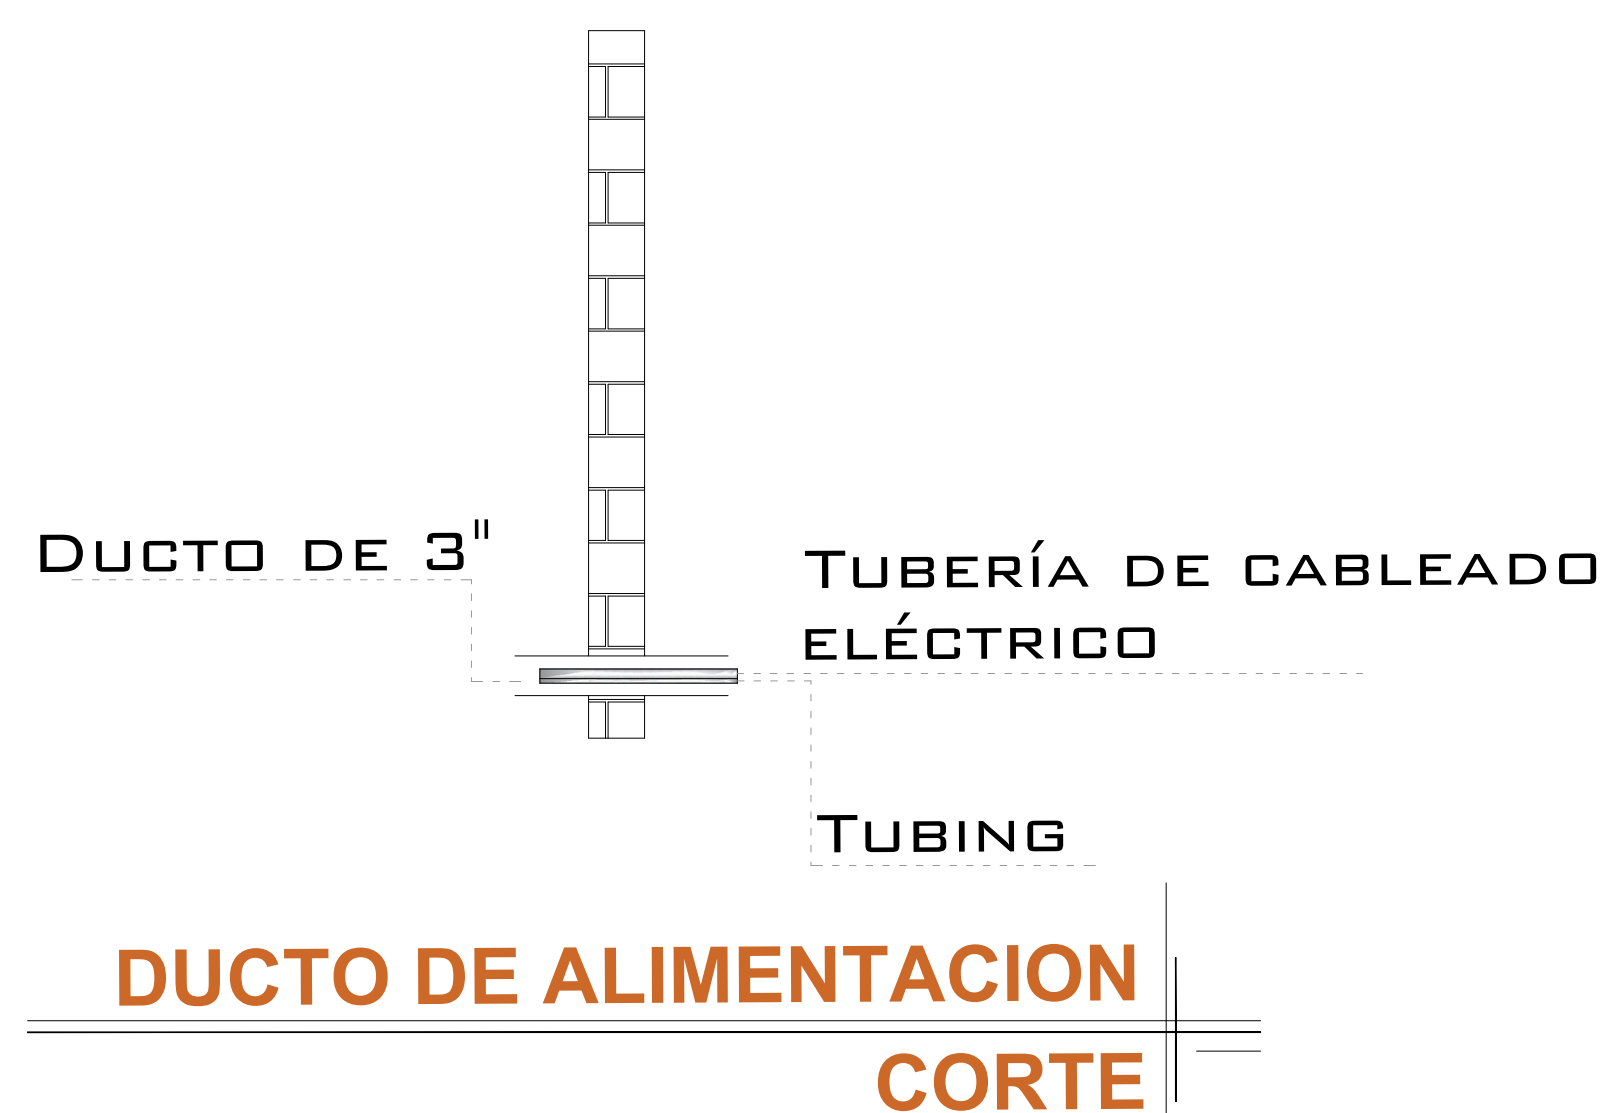 Ducto de 3"
Tubería de cableado
eléctrico
Tubing
DUCTO DE ALIMENTACION
CORTE